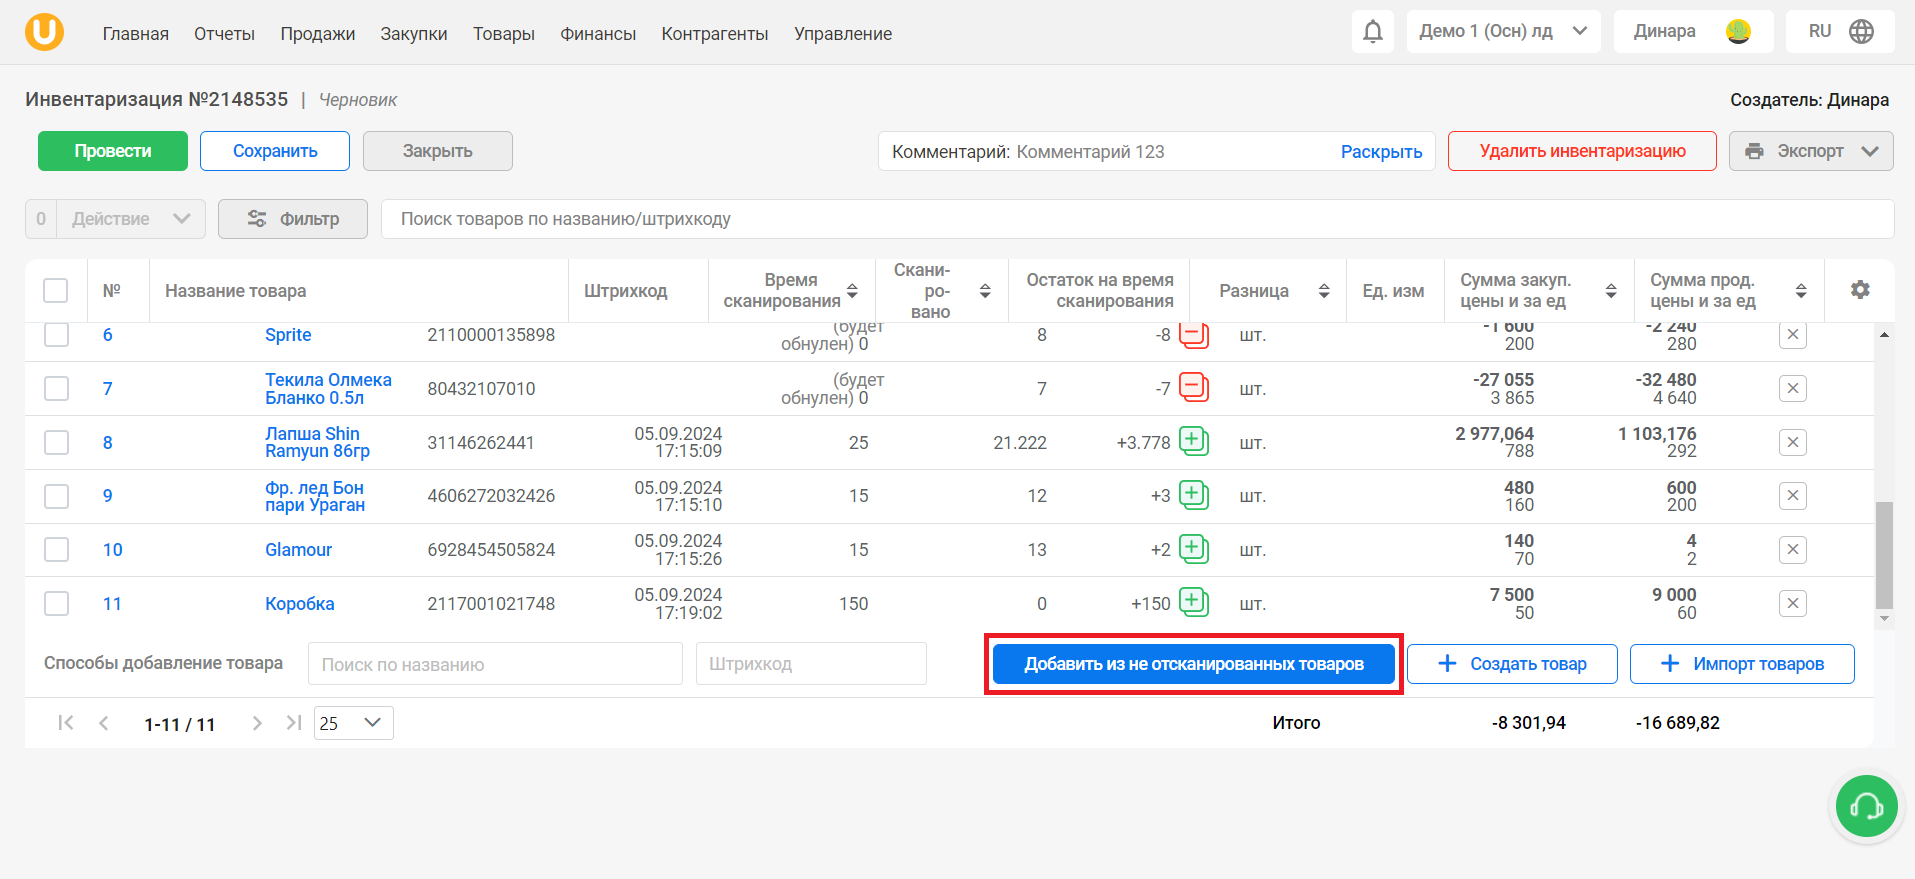 Главная Отчеты Продажи Закупки Товары Финансы Контрагенты Управление Демо 1 (Осн) лд Динара RU
Инвентаризация №2148535 | Черновик Создатель: Динара
Провести Сохранить Закрыть Комментарий: Комментарий 123 Раскрыть Удалить инвентаризацию Экспорт
0 Действие Фильтр Поиск товаров по названию/штрихкоду
№ Название товара Штрихкод Время сканирования Скани-ро-вано Остаток на время сканирования Разница Ед. изм Сумма закуп. цены и за ед Сумма прод. цены и за ед
6 Sprite 2110000135898 (будет обнулен) 0 8 -8 шт. -1 600 200 -2 240 280
7 Текила Олмека Бланко 0.5л 80432107010 (будет обнулен) 0 7 -7 шт. -27 055 3 865 -32 480 4 640
8 Лапша Shin Ramyun 86гр 31146262441 05.09.2024 17:15:09 25 21.222 +3.778 шт. 2 977,064 788 1 103,176 292
9 Фр. лед Бон пари Ураган 4606272032426 05.09.2024 17:15:10 15 12 +3 шт. 480 160 600 200
10 Glamour 6928454505824 05.09.2024 17:15:26 15 13 +2 шт. 140 70 4 2
11 Коробка 2117001021748 05.09.2024 17:19:02 150 0 +150 шт. 7 500 50 9 000 60
Способы добавление товара Поиск по названию Штрихкод Добавить из не отсканированных товаров + Создать товар + Импорт товаров
1-11 / 11 25 Итого -8 301,94 -16 689,82